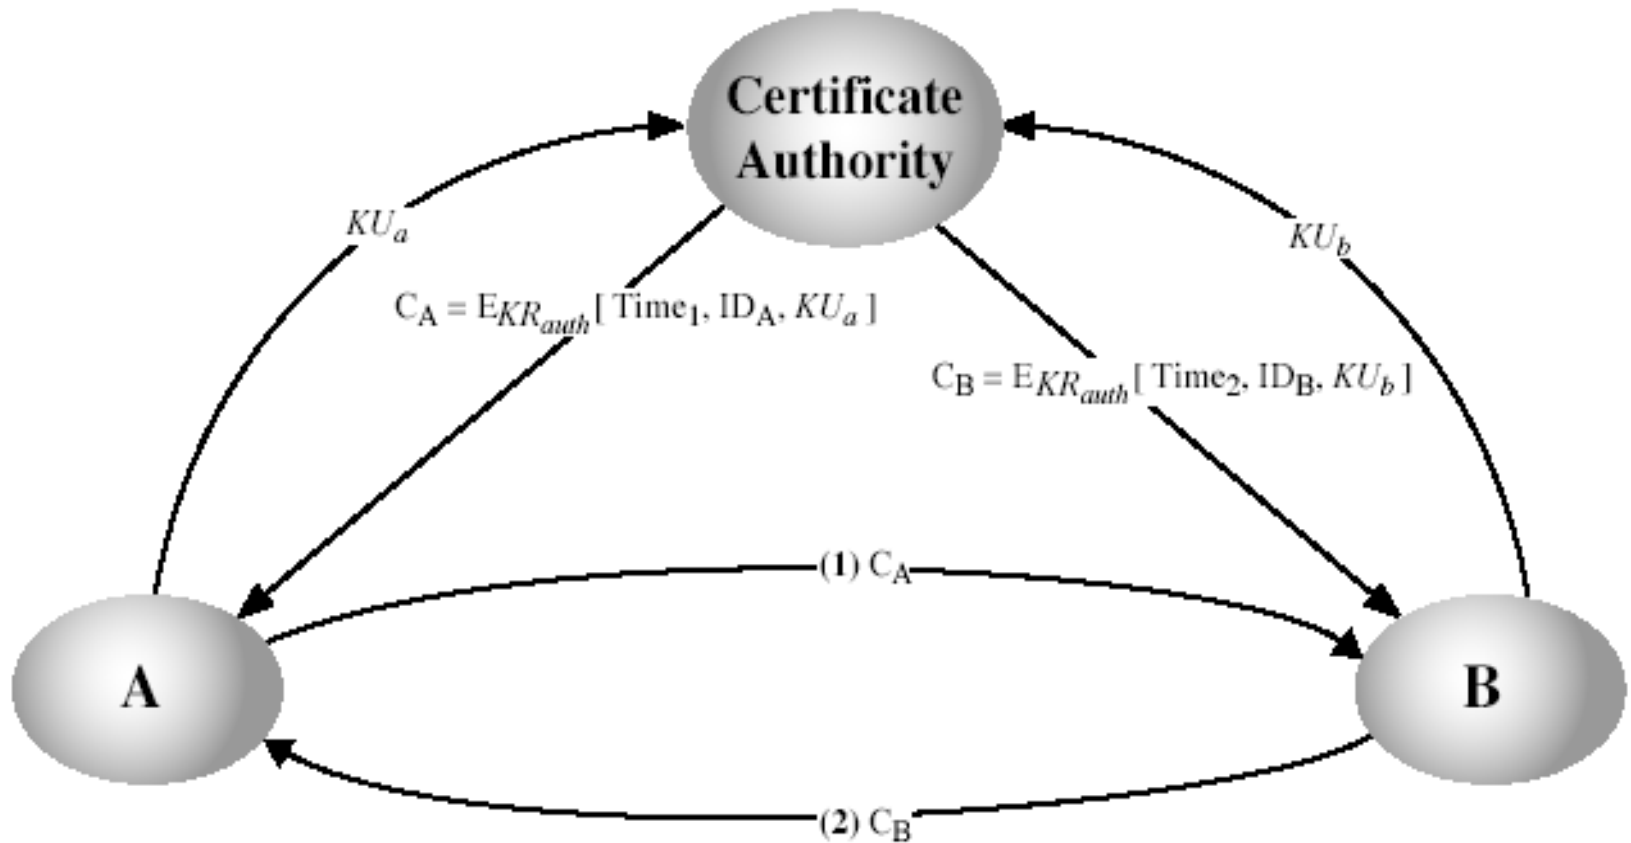 Certificate
Authority
KUa
KUb
CA = EKRauth[ Time1, IDA, KUa ]
CB = EKRauth[ Time2, IDB, KUb ]
(1) CA
A
B
(2) CB